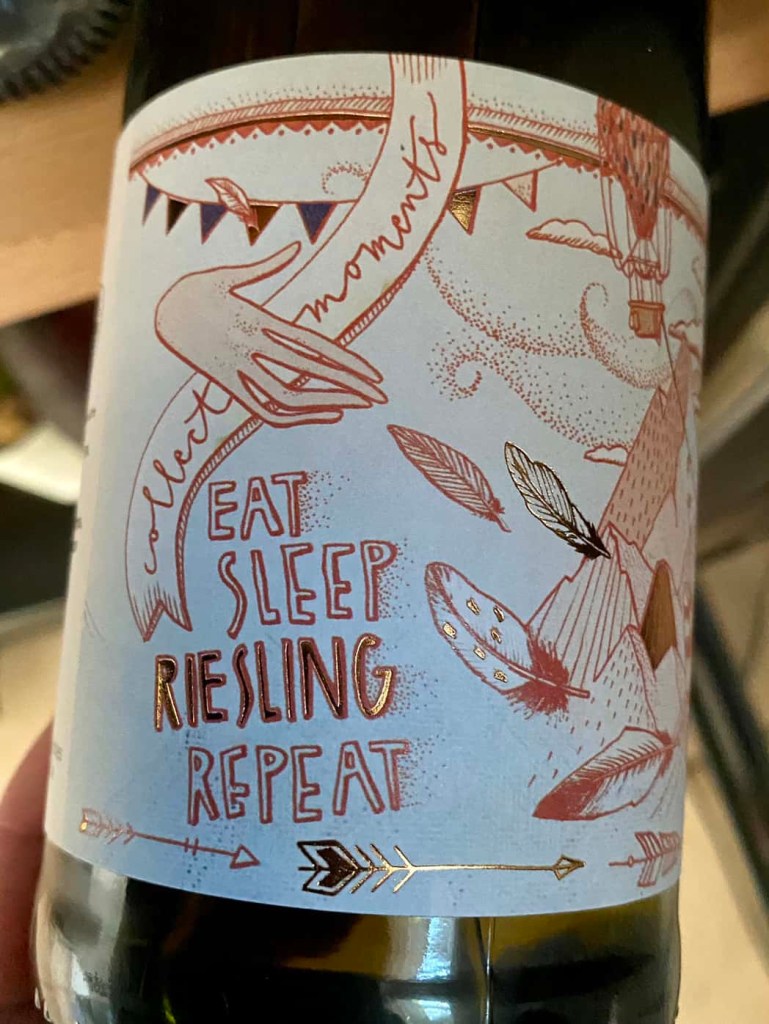 collect moments
EAT
SLEEP
RIESLING
REPEAT